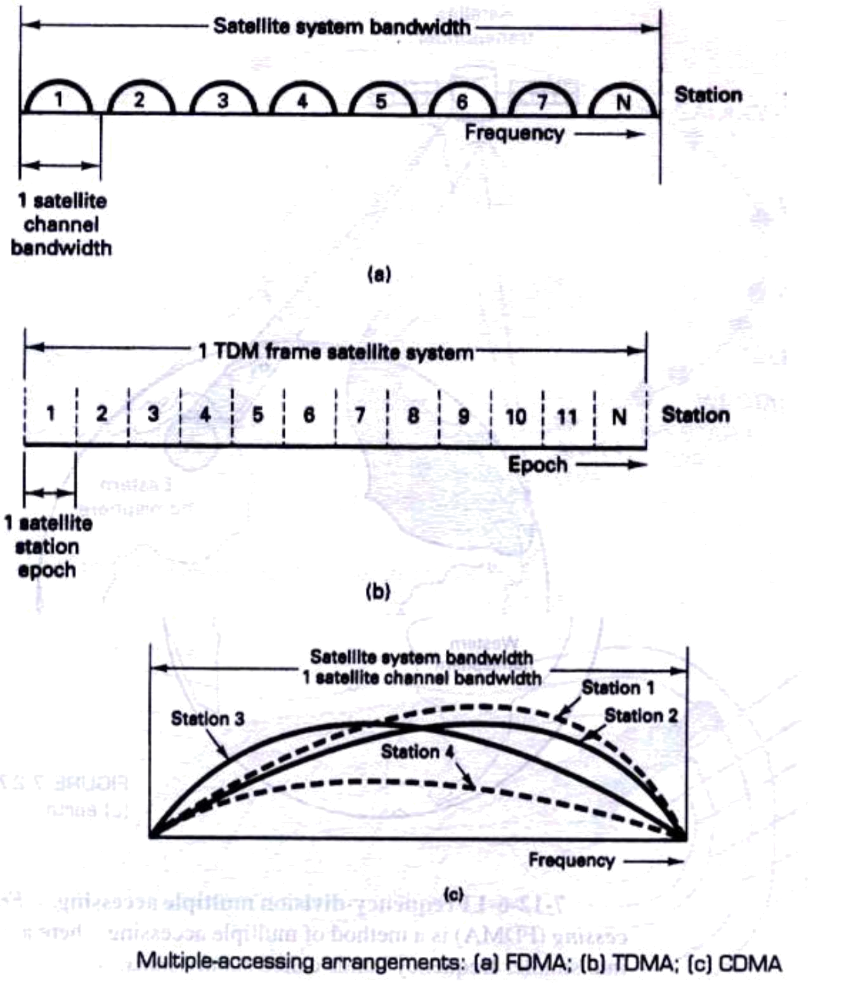 Satellite system bandwidth
1 2 3 4 5 6 7 N Station
Frequency
1 satellite
channel
bandwidth
(a)
1 TDM frame satellite system
1 2 3 4 5 6 7 8 9 10 11 N Station
Epoch
1 satellite
station
epoch
(b)
Satellite system bandwidth
1 satellite channel bandwidth
Station 1
Station 2
Station 3
Station 4
Frequency
(c)
Multiple-accessing arrangements: (a) FDMA; (b) TDMA; (c) CDMA